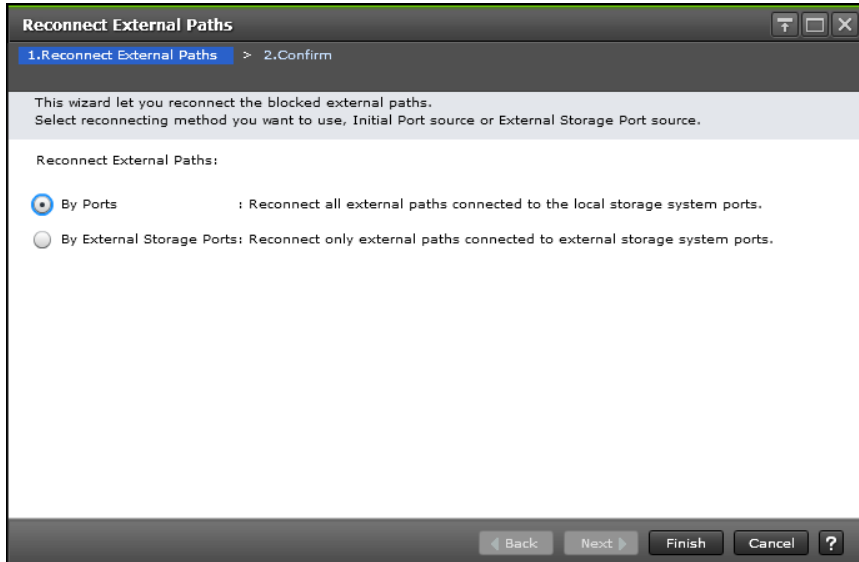 Reconnect External Paths
1.Reconnect External Paths > 2.Confirm
This wizard let you reconnect the blocked external paths.
Select reconnecting method you want to use, Initial Port source or External Storage Port source.
Reconnect External Paths:
By Ports : Reconnect all external paths connected to the local storage system ports.
By External Storage Ports: Reconnect only external paths connected to external storage system ports.
Back Next Finish Cancel ?